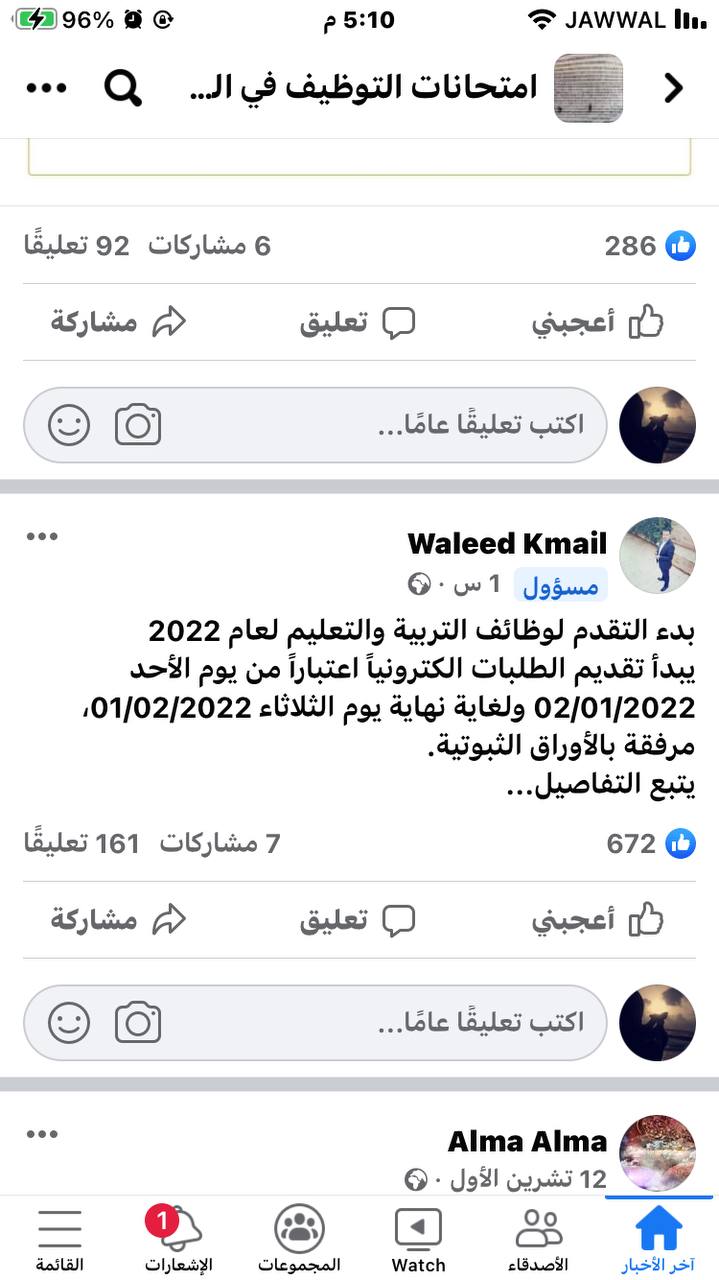 96%
5:10 م
JAWWAL
امتحانات التوظيف في الـ...
286
6 مشاركات
92 تعليقًا
أعجبني
تعليق
مشاركة
اكتب تعليقًا عامًا...
Waleed Kmail
مسؤول
1 س ·
بدء التقدم لوظائف التربية والتعليم لعام 2022
يبدأ تقديم الطلبات الكترونياً اعتباراً من يوم الأحد
02/01/2022 ولغاية نهاية يوم الثلاثاء 01/02/2022،
مرفقة بالأوراق الثبوتية.
يتبع التفاصيل...
672
7 مشاركات
161 تعليقًا
أعجبني
تعليق
مشاركة
اكتب تعليقًا عامًا...
Alma Alma
12 تشرين الأول ·
آخر الأخبار
الأصدقاء
Watch
المجموعات
1
الإشعارات
القائمة